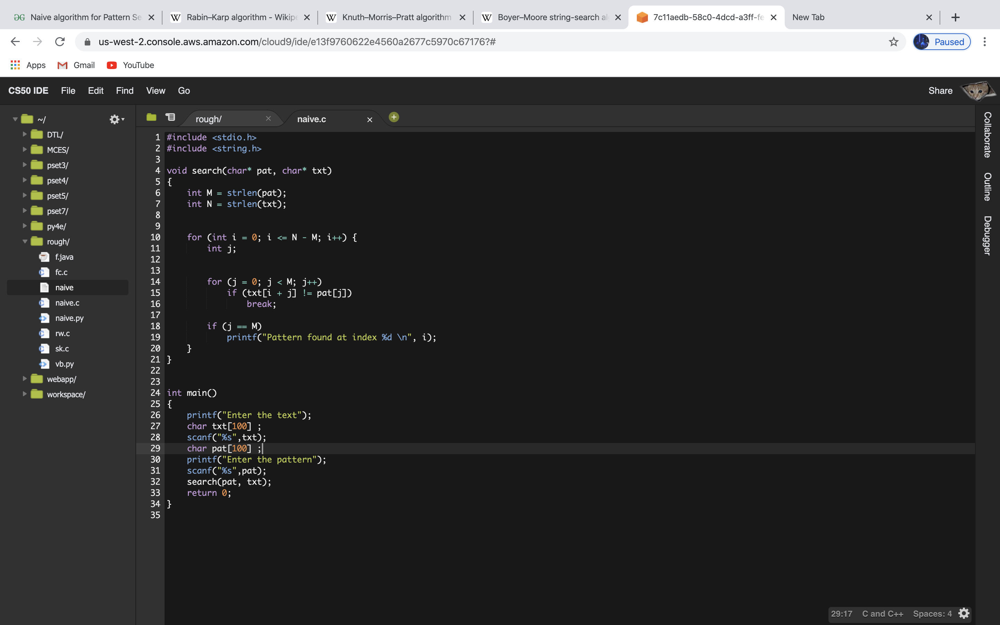 Naive algorithm for Pattern Se
Rabin–Karp algorithm - Wikipe
Knuth–Morris–Pratt algorithm
Boyer–Moore string-search al
7c11aedb-58c0-4dcd-a3ff-fe
New Tab
us-west-2.console.aws.amazon.com/cloud9/ide/e13f9760622e4560a2677c5970c67176?#
Paused
Apps Gmail YouTube
CS50 IDE File Edit Find View Go Share
~/
DTL/
MCES/
pset3/
pset4/
pset5/
pset7/
py4e/
rough/
f.java
fc.c
naive
naive.c
naive.py
rw.c
sk.c
vb.py
webapp/
workspace/
rough/ naive.c
1 #include <stdio.h>
2 #include <string.h>
3
4 void search(char* pat, char* txt)
5 {
6     int M = strlen(pat);
7     int N = strlen(txt);
8
9
10     for (int i = 0; i <= N - M; i++) {
11         int j;
12
13
14         for (j = 0; j < M; j++)
15             if (txt[i + j] != pat[j])
16                 break;
17
18         if (j == M)
19             printf("Pattern found at index %d \n", i);
20     }
21 }
22
23
24 int main()
25 {
26     printf("Enter the text");
27     char txt[100] ;
28     scanf("%s",txt);
29     char pat[100] ;
30     printf("Enter the pattern");
31     scanf("%s",pat);
32     search(pat, txt);
33     return 0;
34 }
35
Collaborate
Outline
Debugger
29:17 C and C++ Spaces: 4